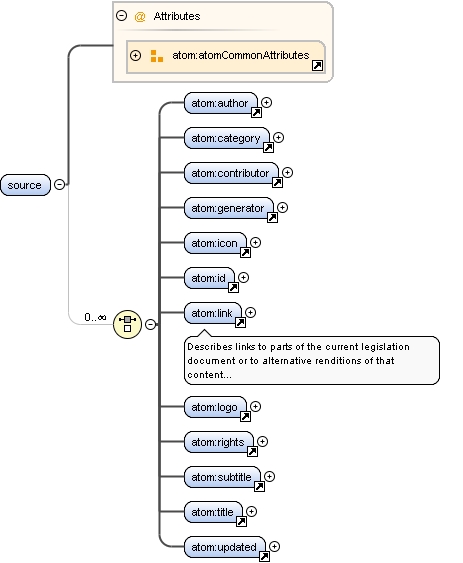 @ Attributes
atom:atomCommonAttributes
source
0..∞
atom:author
atom:category
atom:contributor
atom:generator
atom:icon
atom:id
atom:link
Describes links to parts of the current legislation
document or to alternative renditions of that
content...
atom:logo
atom:rights
atom:subtitle
atom:title
atom:updated